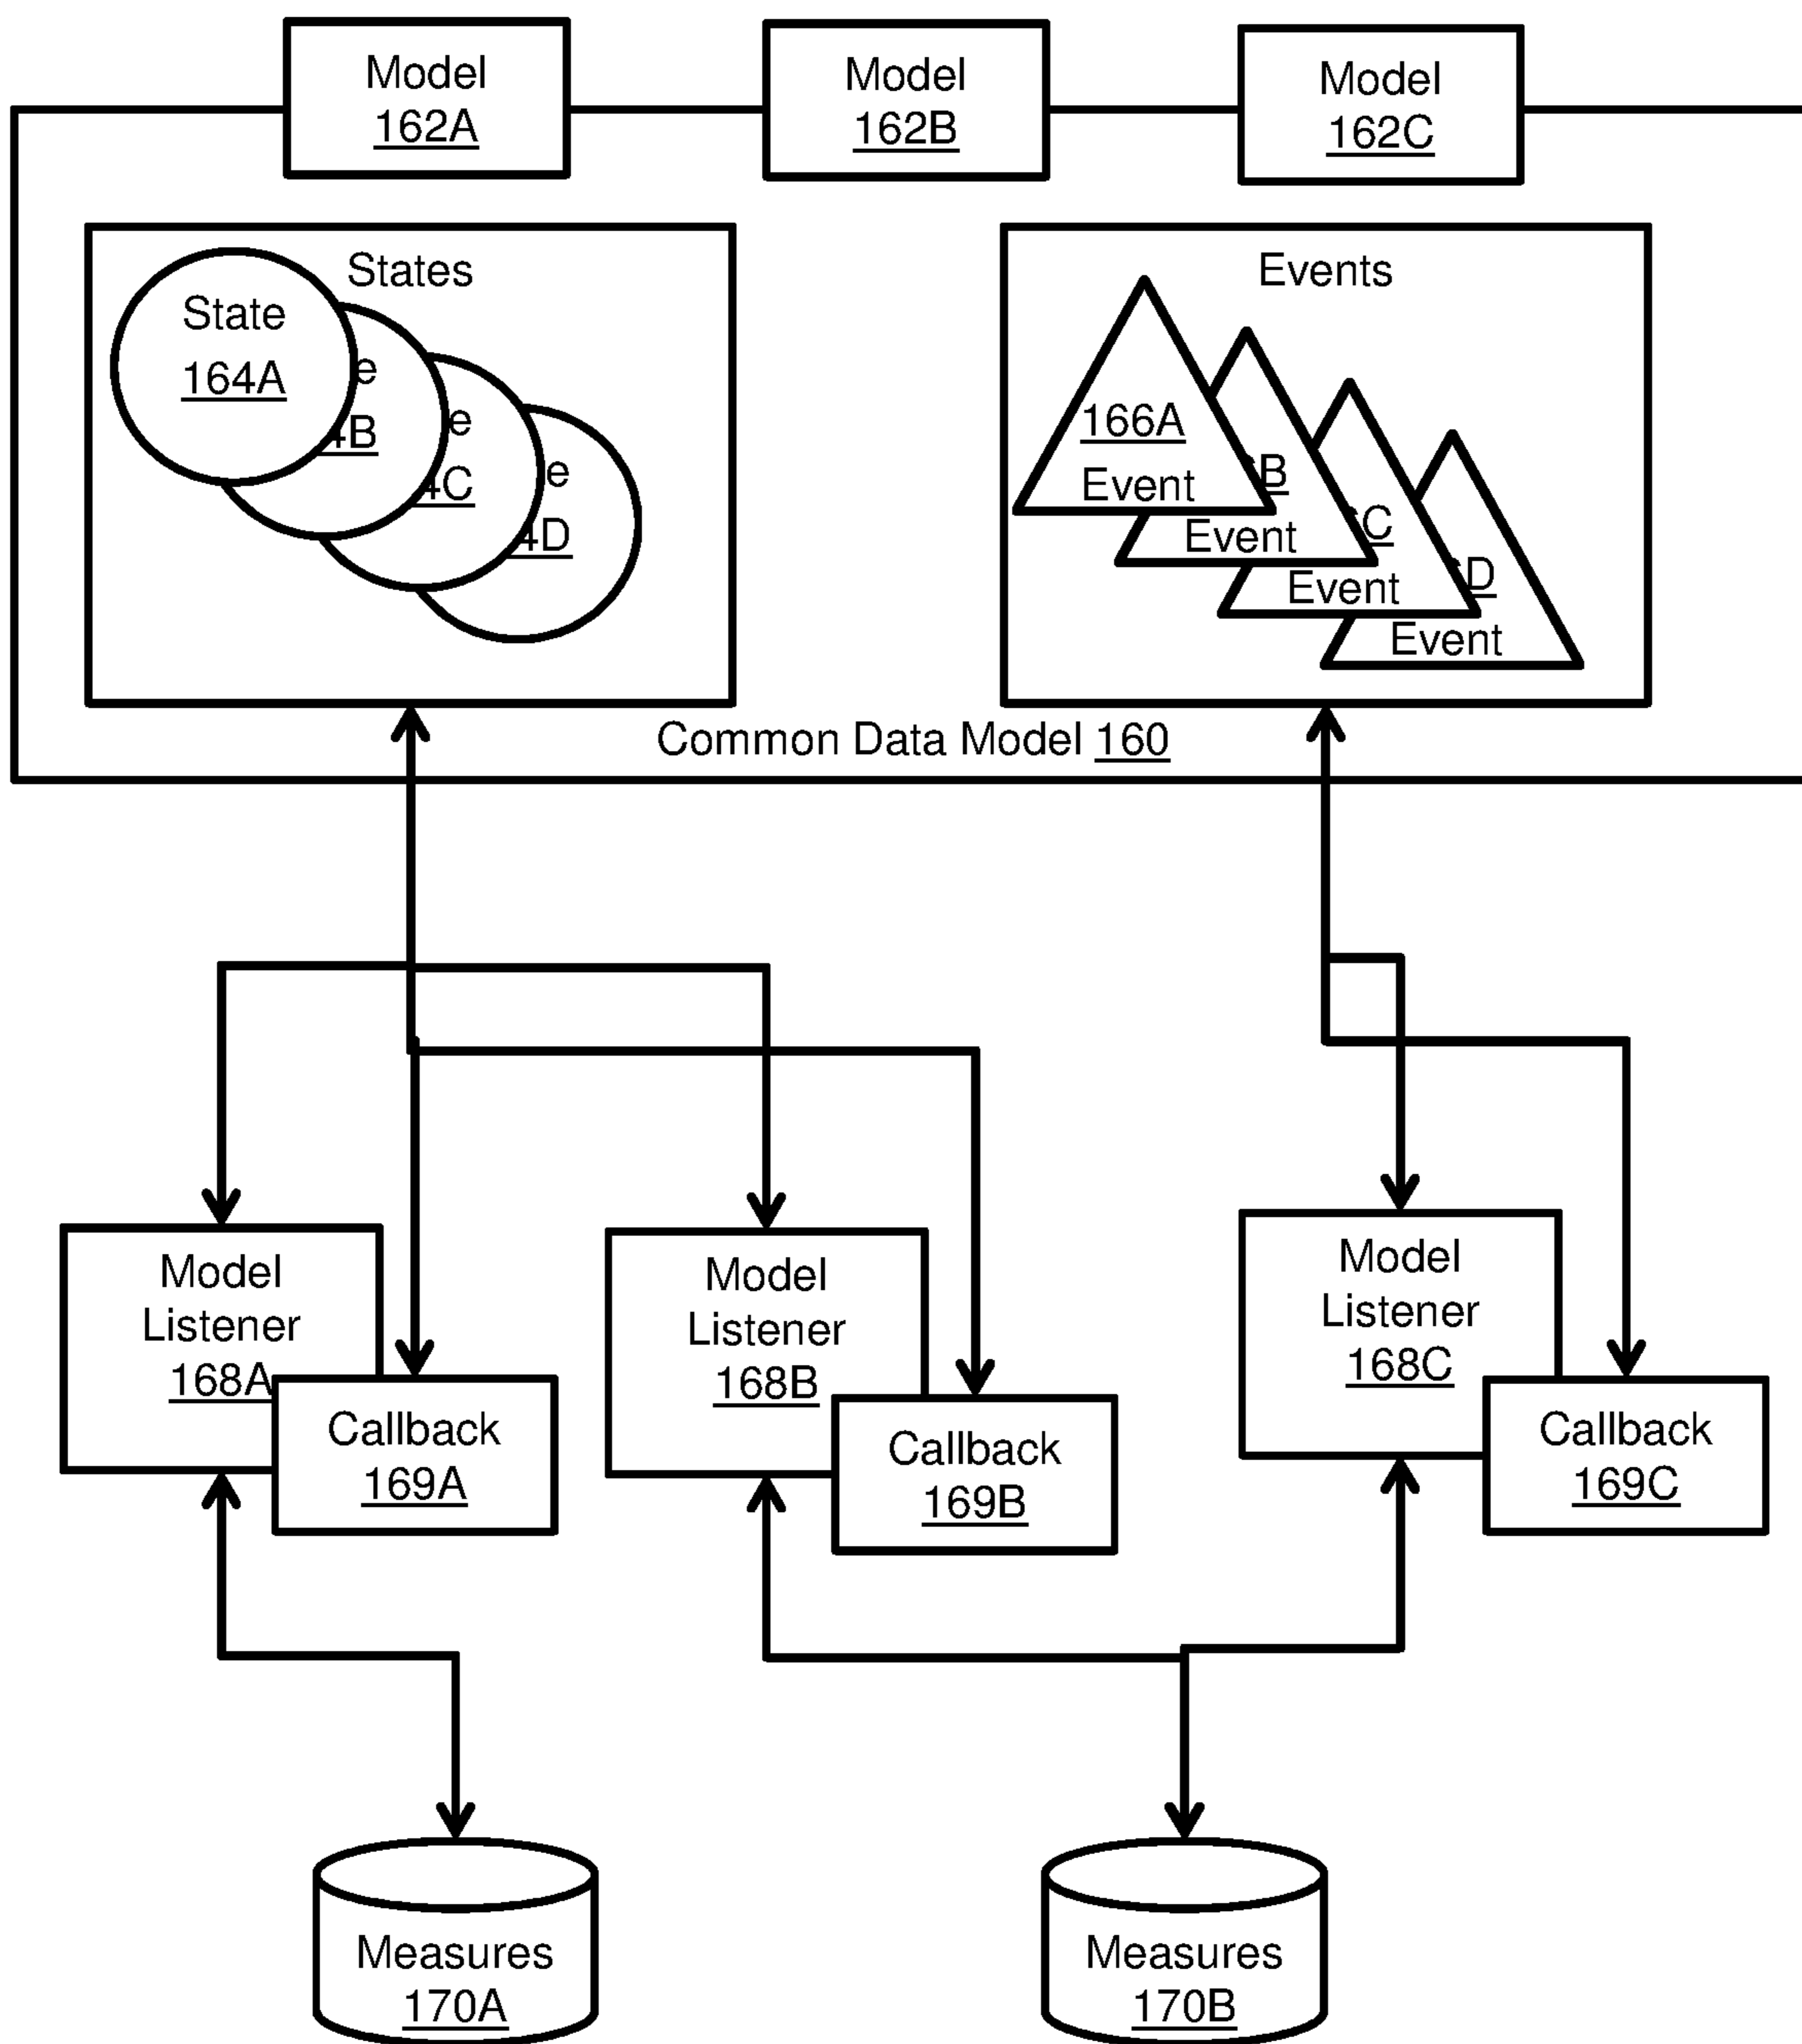 Model
162A
Model
162B
Model
162C
States
State
164A
e
4B
e
4C
e
4D
Events
166A
Event
B
Event
C
Event
D
Event
Common Data Model 160
Model
Listener
168A
Callback
169A
Model
Listener
168B
Callback
169B
Model
Listener
168C
Callback
169C
Measures
170A
Measures
170B